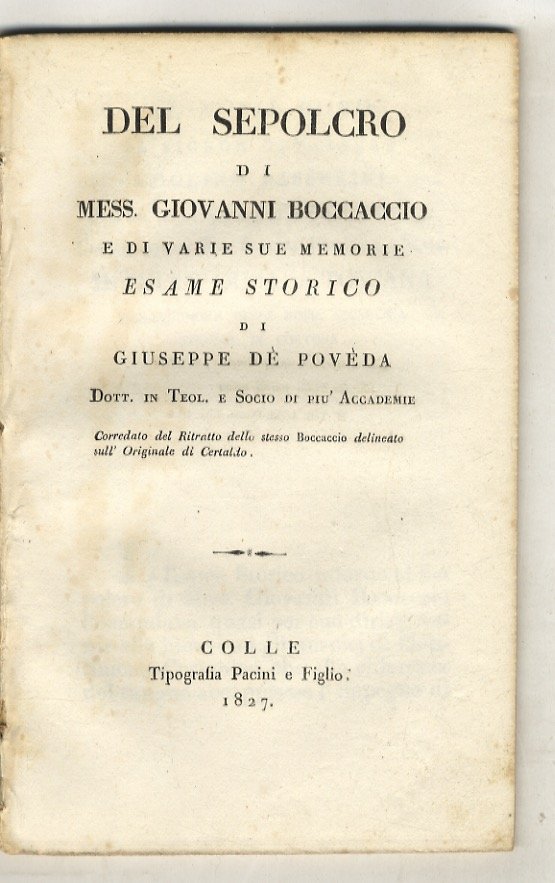 DEL SEPOLCRO
DI
MESS. GIOVANNI BOCCACCIO
E DI VARIE SUE MEMORIE
ESAME STORICO
DI
GIUSEPPE DÈ POVÈDA
DOTT. IN TEOL. E SOCIO DI PIU' ACCADEMIE
Corredato del Ritratto dello stesso Boccaccio delineato
sull' Originale di Certaldo.
COLLE
Tipografia Pacini e Figlio.
1827.